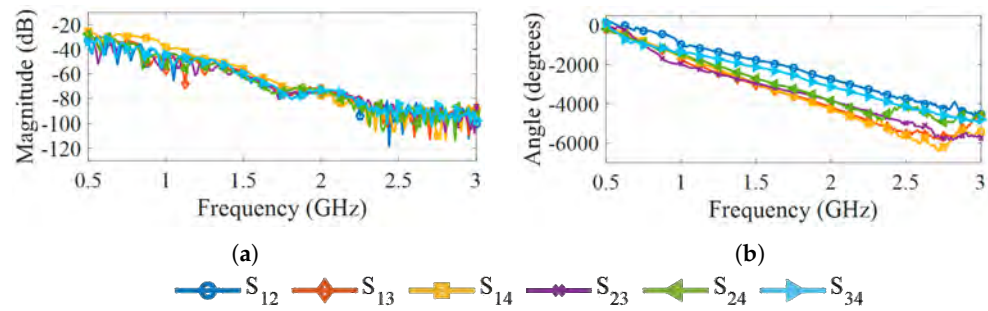 Magnitude (dB)
-20
-40
-60
-80
-100
-120
0.5 1 1.5 2 2.5 3
Frequency (GHz)
(a)
Angle (degrees)
0
-2000
-4000
-6000
0.5 1 1.5 2 2.5 3
Frequency (GHz)
(b)
S12 S13 S14 S23 S24 S34